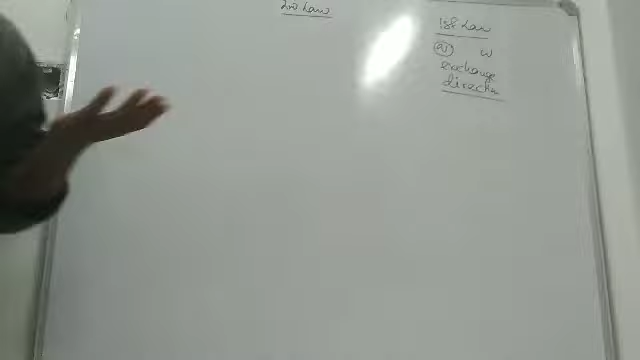 2nd Law
1st Law
Q W
exchange
direction